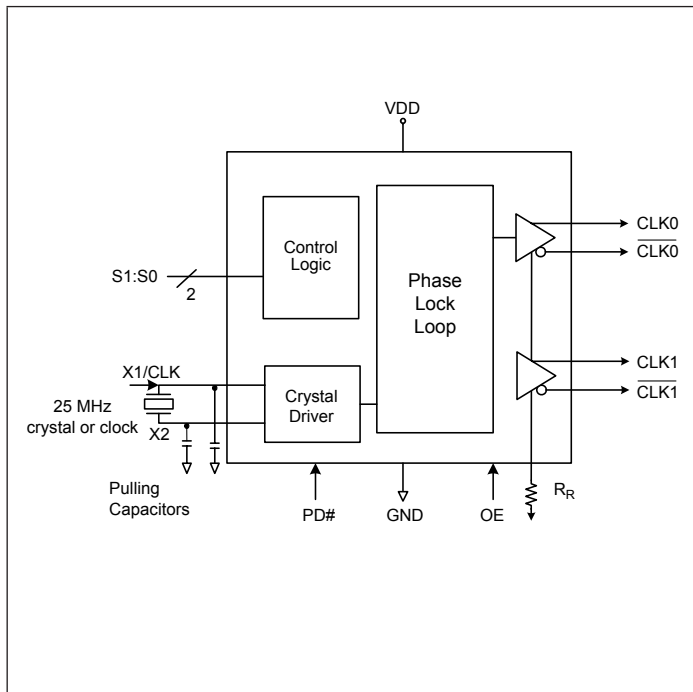 VDD
Control
Logic
S1:S0
2
Phase
Lock
Loop
CLK0
CLK0
X1/CLK
25 MHz
crystal or clock
X2
Crystal
Driver
CLK1
CLK1
Pulling
Capacitors
PD#
GND
OE
RR